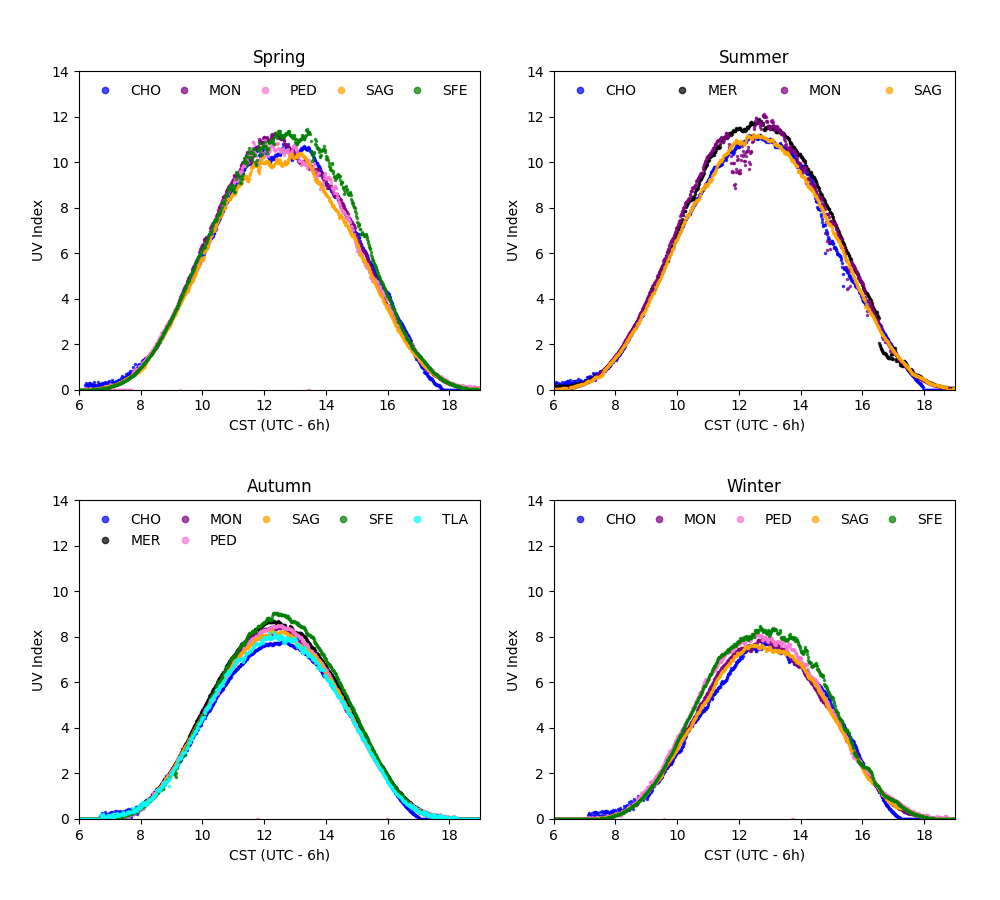 Spring
14
12
10
8
6
4
2
0
UV Index
CHO MON PED SAG SFE
6 8 10 12 14 16 18
CST (UTC - 6h)
Summer
14
12
10
8
6
4
2
0
UV Index
CHO MER MON SAG
6 8 10 12 14 16 18
CST (UTC - 6h)
Autumn
14
12
10
8
6
4
2
0
UV Index
CHO MON SAG SFE TLA
MER PED
6 8 10 12 14 16 18
CST (UTC - 6h)
Winter
14
12
10
8
6
4
2
0
UV Index
CHO MON PED SAG SFE
6 8 10 12 14 16 18
CST (UTC - 6h)